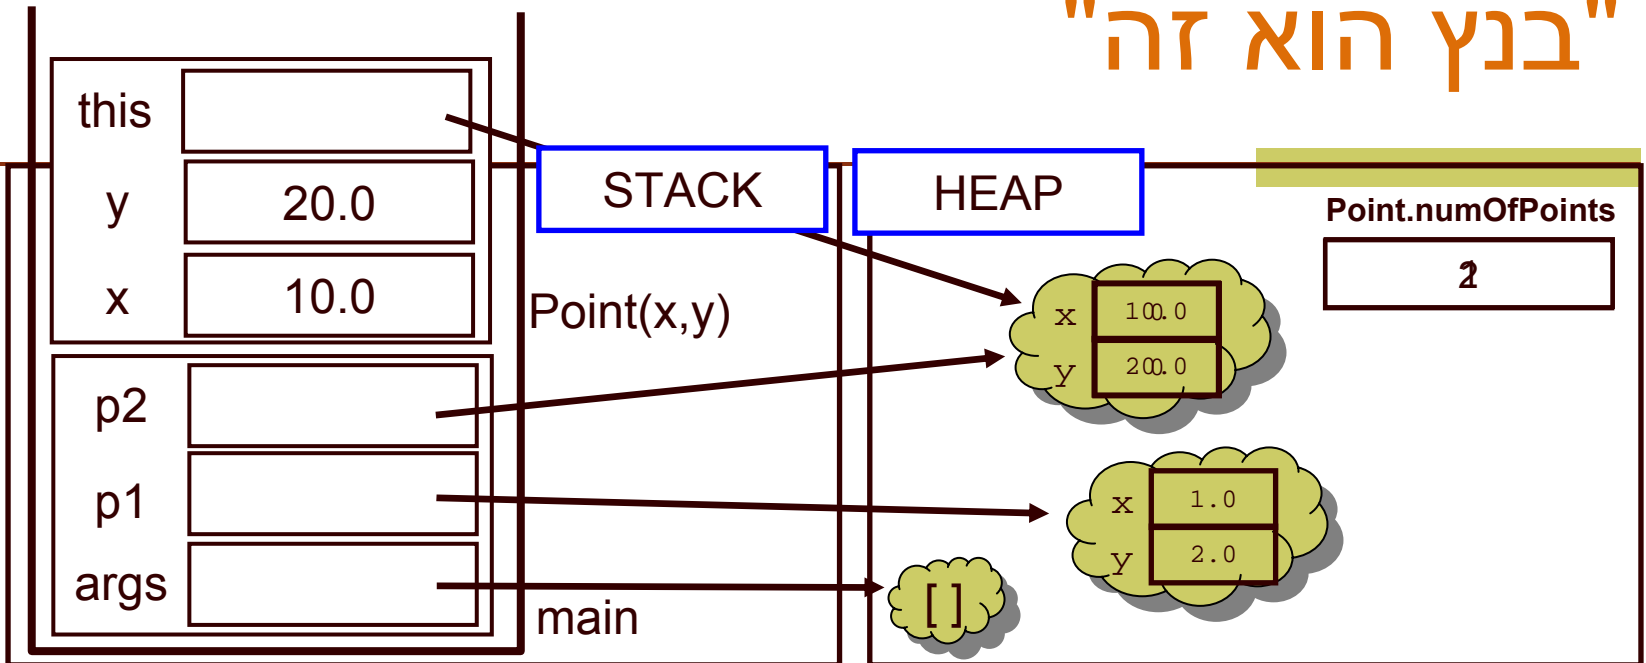 "בנץ הוא זה"
this
STACK
HEAP
y 20.0
Point.numOfPoints
x 10.0
Point(x,y)
x
y
p2
p1
x 1.0
y 2.0
args
[]
main